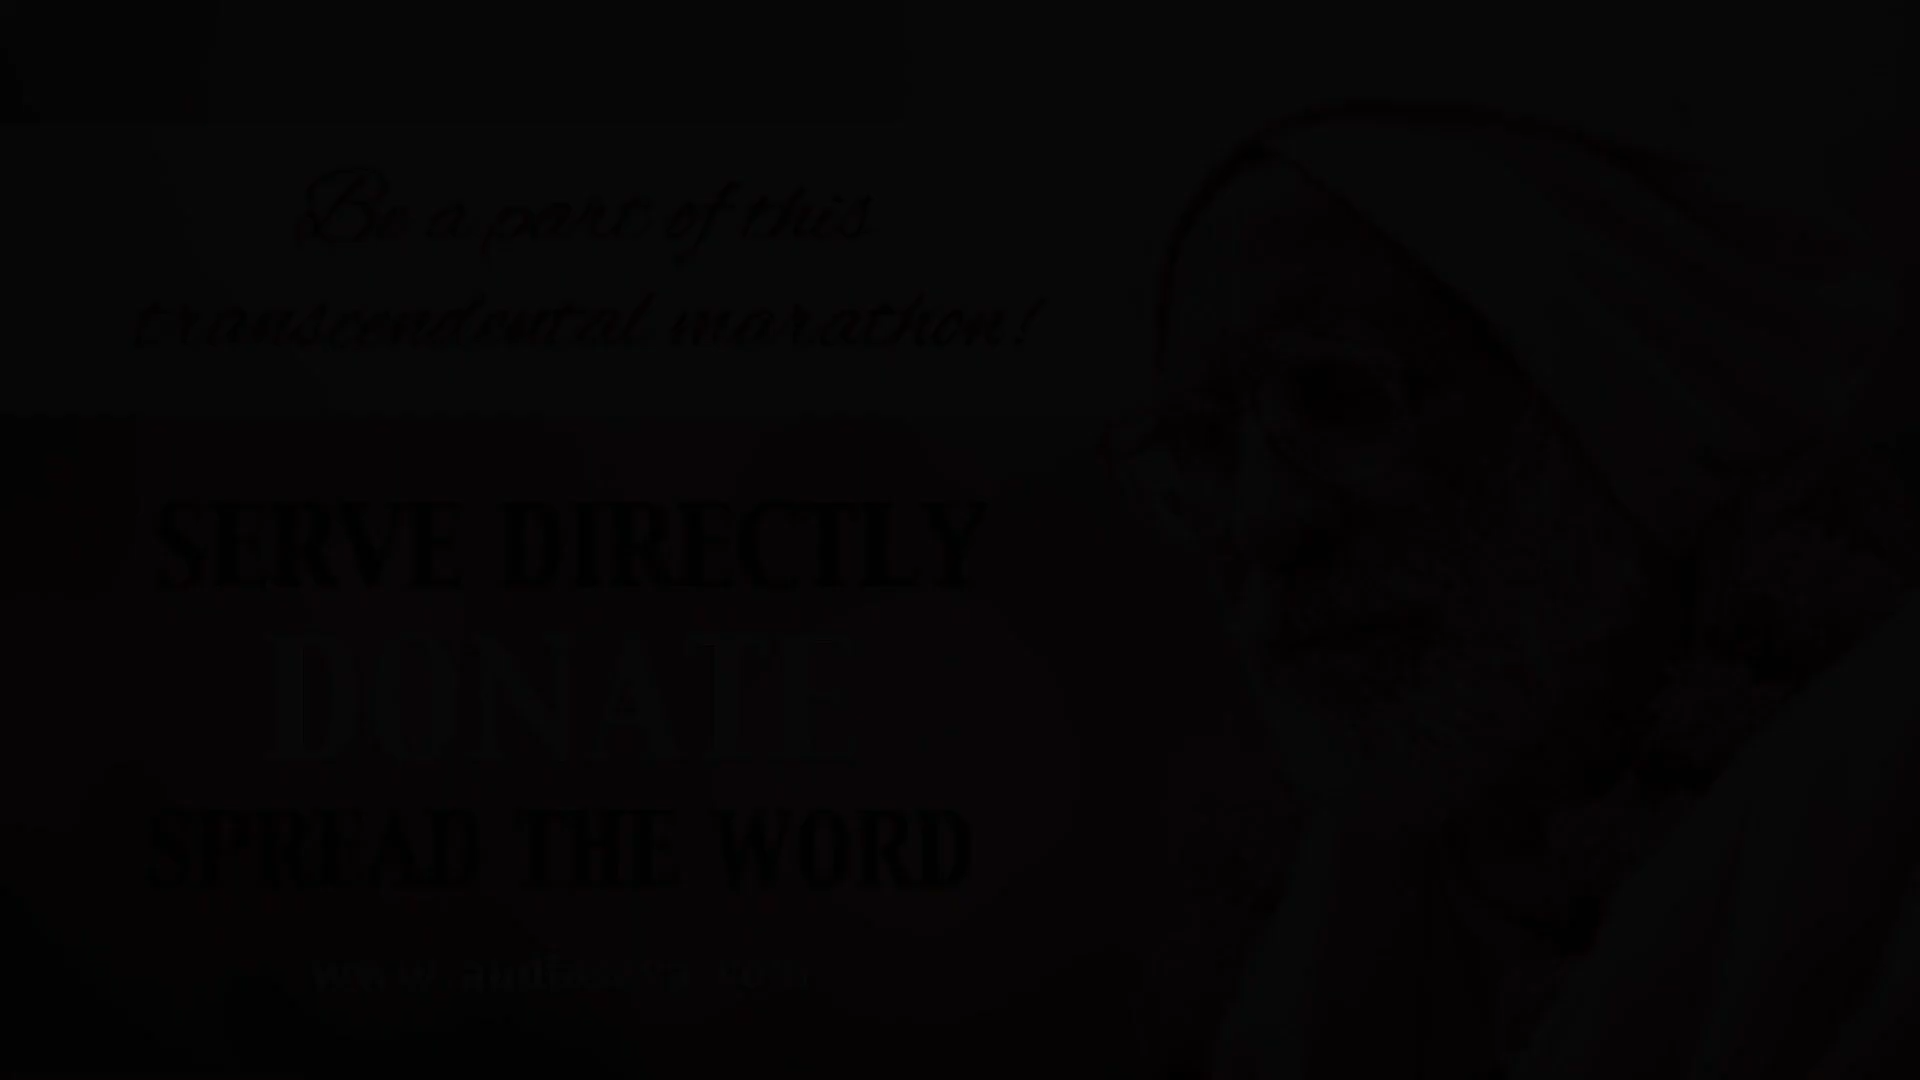 Be a part of this
transcendental marathon!
SERVE DIRECTLY
DONATE
SPREAD THE WORD